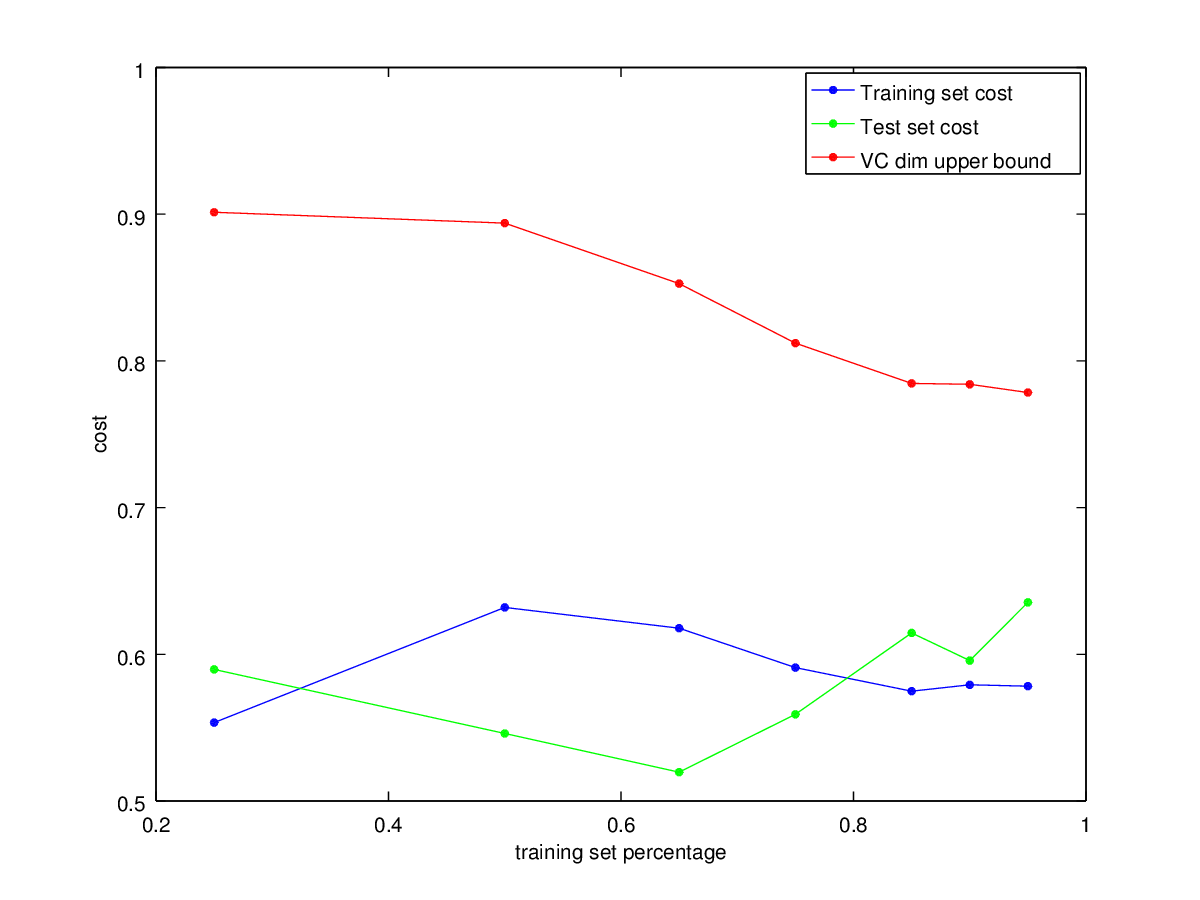 1
0.9
0.8
0.7
0.6
0.5
0.2
0.4
0.6
0.8
1
cost
training set percentage
Training set cost
Test set cost
VC dim upper bound